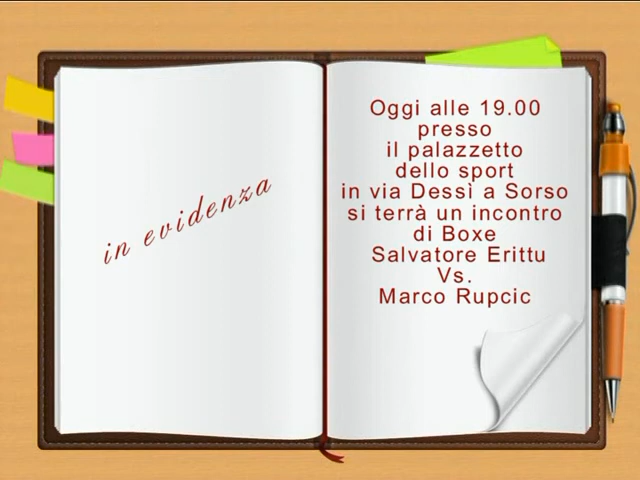 in evidenza
Oggi alle 19.00
presso
il palazzetto
dello sport
in via Dessì a Sorso
si terrà un incontro
di Boxe
Salvatore Erittu
Vs.
Marco Rupcic